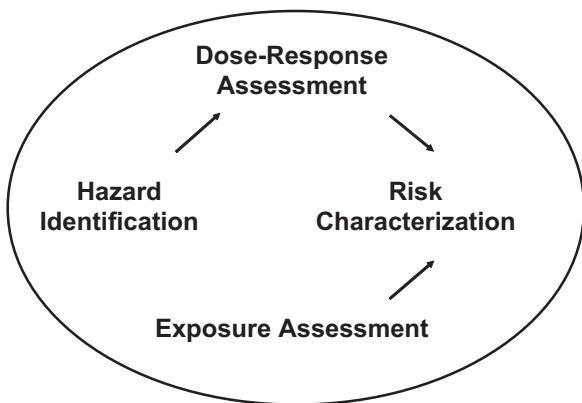 Dose-Response
Assessment
Hazard
Identification
Risk
Characterization
Exposure Assessment